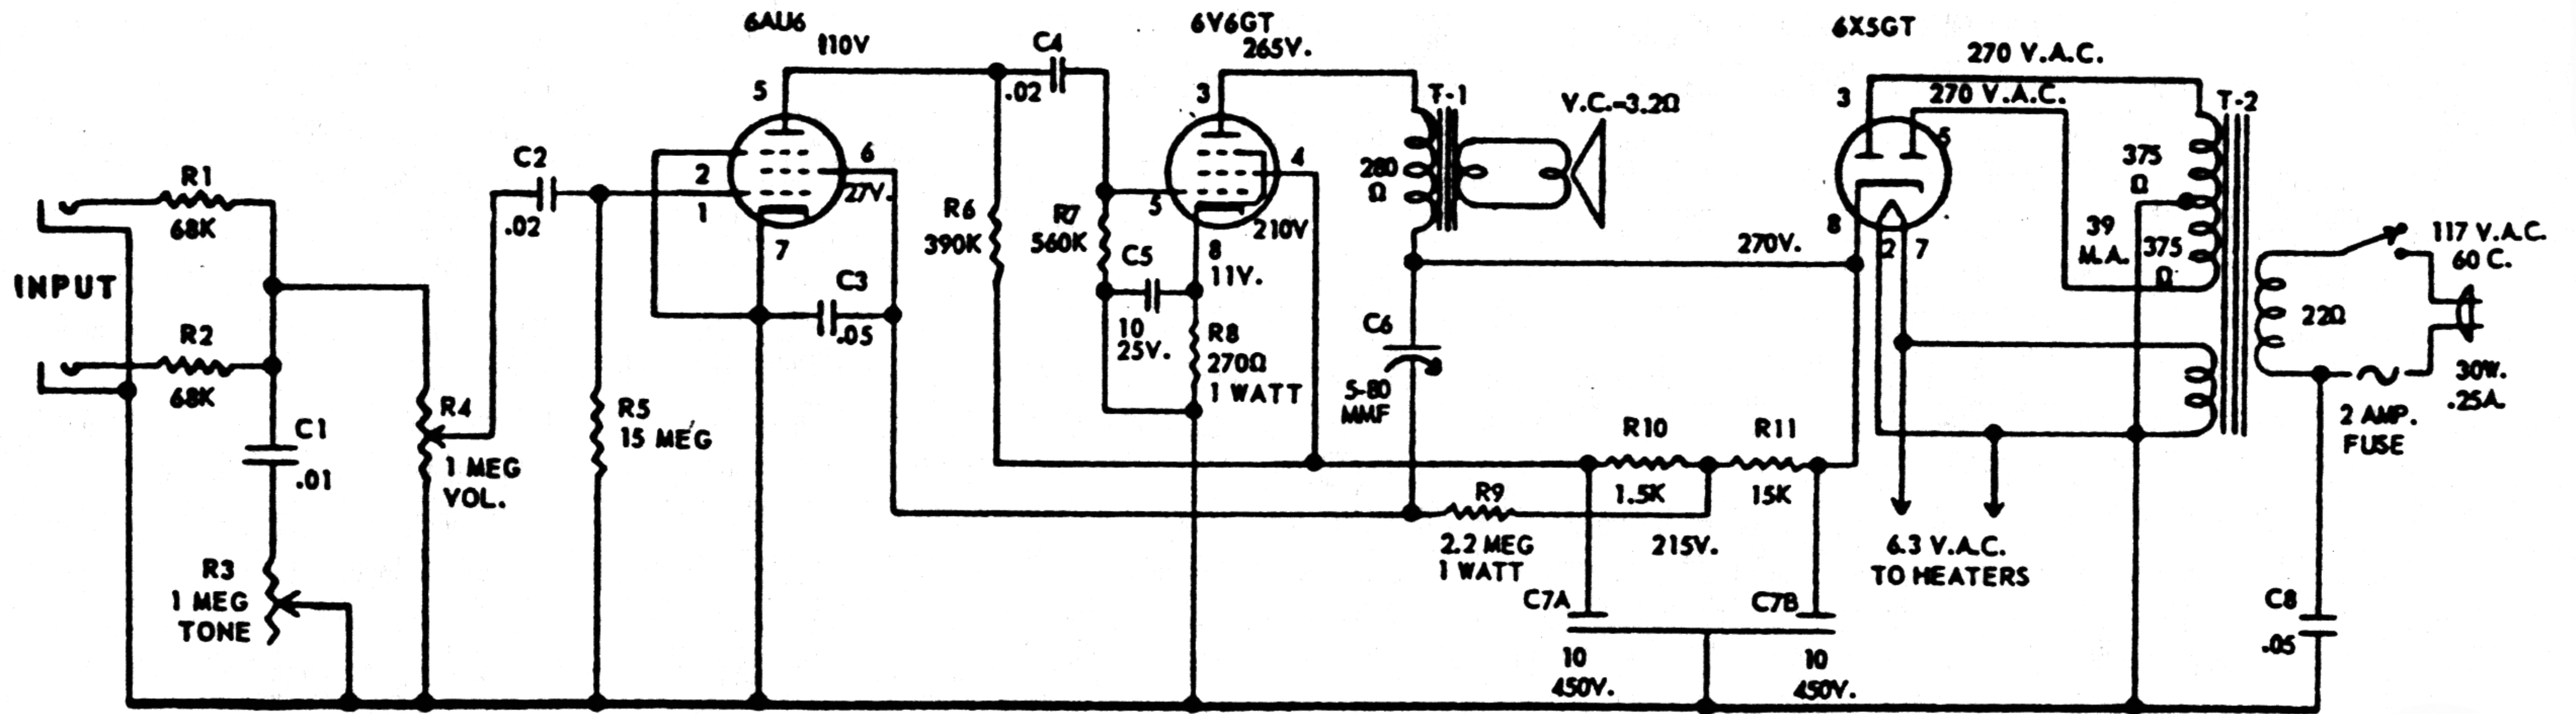 6AU6
110V
5
2
1
6
27V.
7
C3
.05
INPUT
R1
68K
R2
68K
C1
.01
R3
1 MEG
TONE
R4
1 MEG
VOL.
C2
.02
R5
15 MEG
C4
.02
R6
390K
R7
560K
C5
10
25V.
6V6GT
265V.
3
4
5
210V
8
11V.
R8
270Ω
1 WATT
T-1
280
Ω
V.C.=3.2Ω
C6
5-80
MMF
270V.
R9
2.2 MEG
1 WATT
R10
1.5K
R11
15K
215V.
C7A
10
450V.
C7B
10
450V.
6X5GT
270 V.A.C.
270 V.A.C.
3
5
8
2
7
T-2
375
Ω
39
M.A.
375
Ω
6.3 V.A.C.
TO HEATERS
22Ω
117 V.A.C.
60 C.
30W.
.25A.
2 AMP.
FUSE
C8
.05